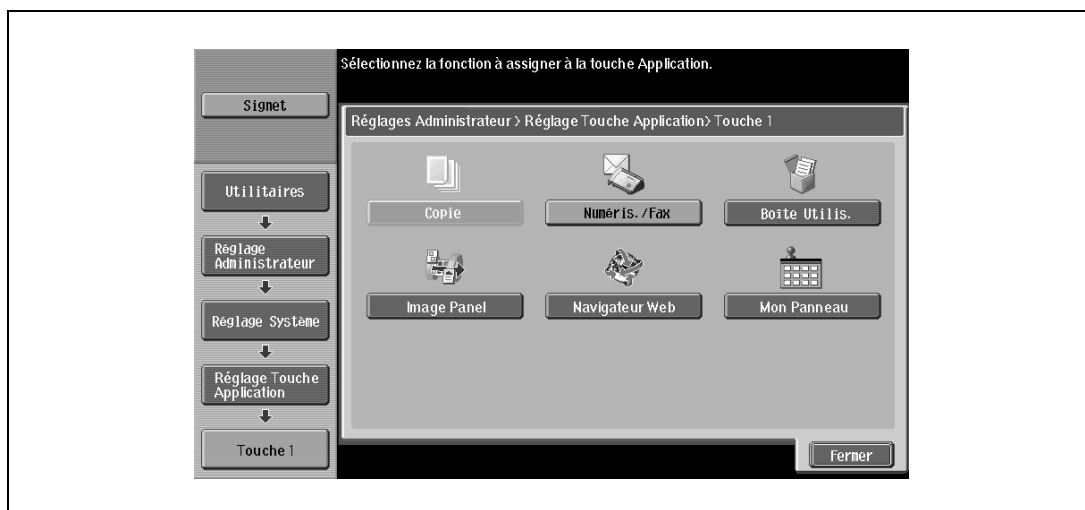 Sélectionnez la fonction à assigner à la touche Application.
Signet
Réglages Administrateur > Réglage Touche Application > Touche 1
Utilitaires
Réglage
Administrateur
Réglage Système
Réglage Touche
Application
Touche 1
Copie
Numéris. /Fax
Boîte Utilis.
Image Panel
Navigateur Web
Mon Panneau
Fermer